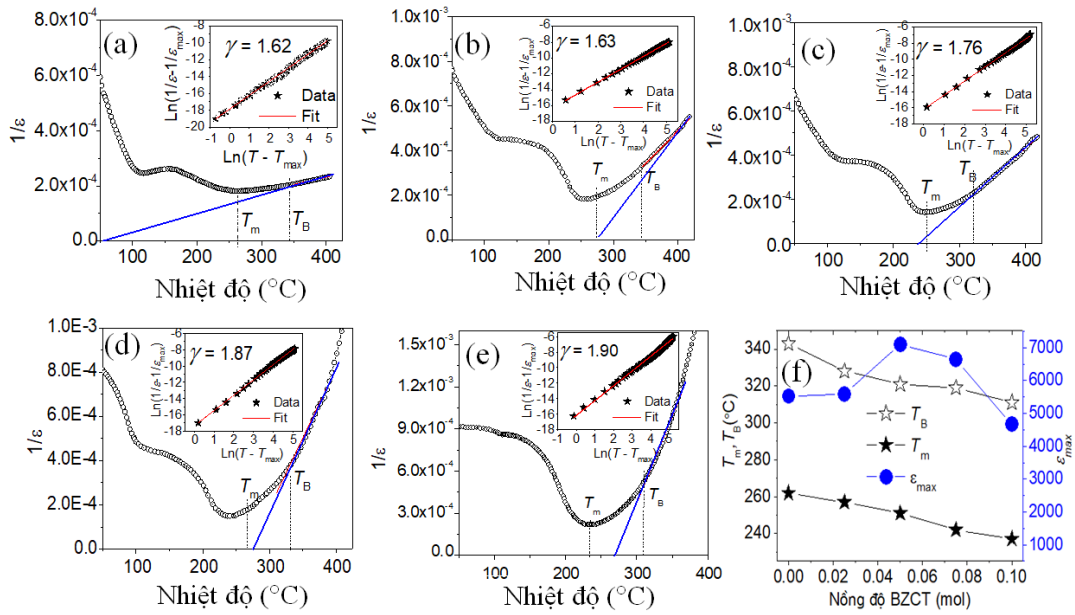 (a)
γ = 1.62
Ln(1/ε-1/εmax)
-8
-10
-12
-14
-16
-18
-20
-1 0 1 2 3 4 5
Ln(T - Tmax)
Data
Fit
1/ε
8.0x10-4
6.0x10-4
4.0x10-4
2.0x10-4
0.0
Tm
TB
100 200 300 400
Nhiệt độ (°C)
(b)
γ = 1.63
Ln(1/ε-1/εmax)
-6
-8
-10
-12
-14
-16
-18
0 1 2 3 4 5
Ln(T - Tmax)
Data
Fit
1/ε
1.0x10-3
8.0x10-4
6.0x10-4
4.0x10-4
2.0x10-4
0.0
Tm
TB
100 200 300 400
Nhiệt độ (°C)
(c)
γ = 1.76
Ln(1/ε-1/εmax)
-6
-8
-10
-12
-14
-16
-18
0 1 2 3 4 5
Ln(T - Tmax)
Data
Fit
1/ε
8.0x10-4
6.0x10-4
4.0x10-4
2.0x10-4
0.0
Tm
TB
100 200 300 400
Nhiệt độ (°C)
(d)
γ = 1.87
Ln(1/ε-1/εmax)
-6
-8
-10
-12
-14
-16
-18
0 1 2 3 4 5
Ln(T - Tmax)
Data
Fit
1/ε
1.0E-3
8.0E-4
6.0E-4
4.0E-4
2.0E-4
0.0
Tm
TB
100 200 300 400
Nhiệt độ (°C)
(e)
γ = 1.90
Ln(1/ε-1/εmax)
-6
-8
-10
-12
-14
-16
-18
0 1 2 3 4 5
Ln(T - Tmax)
Data
Fit
1/ε
1.5x10-3
1.2x10-3
9.0x10-4
6.0x10-4
3.0x10-4
0.0
Tm
TB
100 200 300 400
Nhiệt độ (°C)
(f)
Tm, TB(°C)
340
320
300
280
260
240
TB
Tm
εmax
7000
6000
5000
4000
3000
2000
1000
εmax
0.00 0.02 0.04 0.06 0.08 0.10
Nồng độ BZCT (mol)